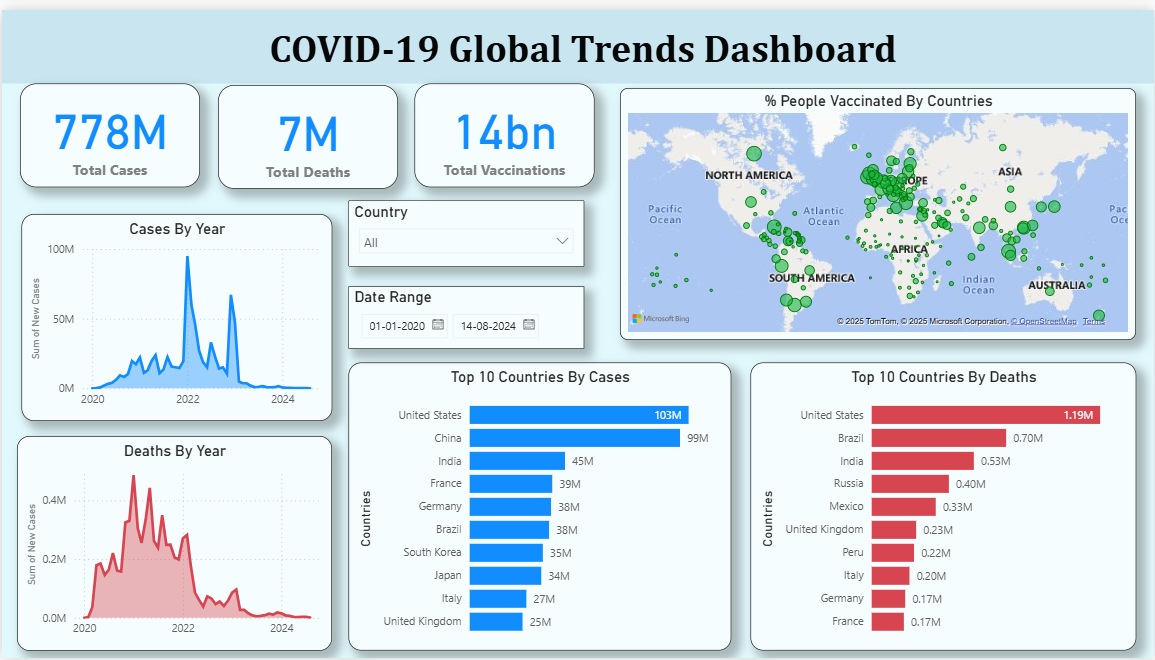 COVID-19 Global Trends Dashboard
778M
Total Cases
7M
Total Deaths
14bn
Total Vaccinations
% People Vaccinated By Countries
NORTH AMERICA
OPE
ASIA
Pacific
Ocean
Atlantic
Ocean
Pac
Oc
AFRICA
SOUTH AMERICA
Indian
Ocean
AUSTRALIA
Microsoft Bing
© 2025 TomTom, © 2025 Microsoft Corporation, © OpenStreetMap Terms
Country
All
Date Range
01-01-2020
14-08-2024
Cases By Year
Sum of New Cases
100M
50M
0M
2020
2022
2024
Deaths By Year
Sum of New Cases
0.4M
0.2M
0.0M
2020
2022
2024
Top 10 Countries By Cases
Countries
United States 103M
China 99M
India 45M
France 39M
Germany 38M
Brazil 38M
South Korea 35M
Japan 34M
Italy 27M
United Kingdom 25M
Top 10 Countries By Deaths
Countries
United States 1.19M
Brazil 0.70M
India 0.53M
Russia 0.40M
Mexico 0.33M
United Kingdom 0.23M
Peru 0.22M
Italy 0.20M
Germany 0.17M
France 0.17M